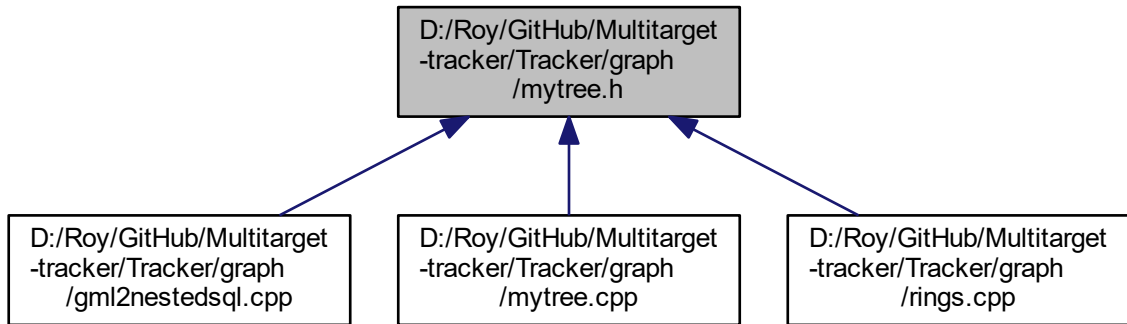 D:/Roy/GitHub/Multitarget
-tracker/Tracker/graph
/mytree.h
D:/Roy/GitHub/Multitarget
-tracker/Tracker/graph
/gml2nestedsql.cpp
D:/Roy/GitHub/Multitarget
-tracker/Tracker/graph
/mytree.cpp
D:/Roy/GitHub/Multitarget
-tracker/Tracker/graph
/rings.cpp